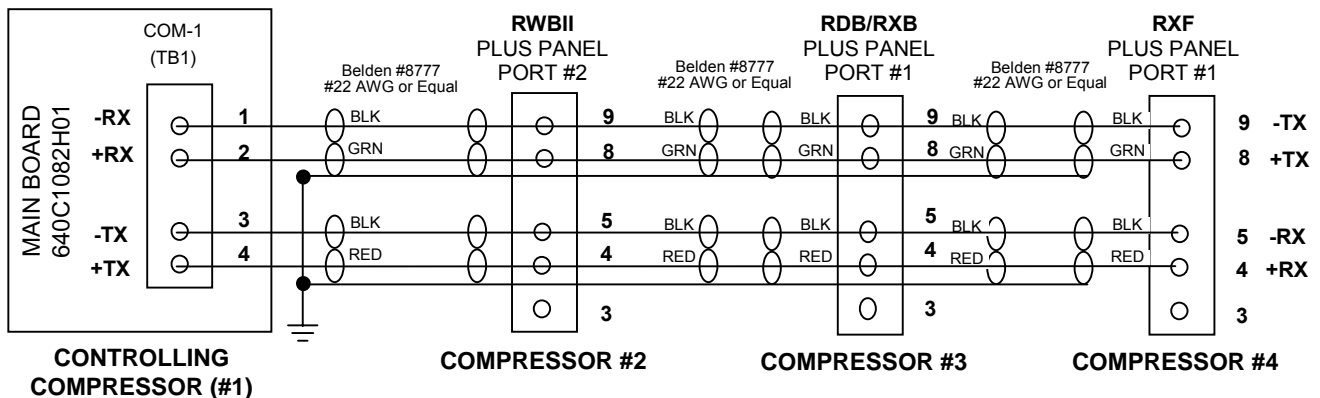 COM-1
(TB1)
RWBII
PLUS PANEL
PORT #2
RDB/RXB
PLUS PANEL
PORT #1
RXF
PLUS PANEL
PORT #1
Belden #8777
#22 AWG or Equal
Belden #8777
#22 AWG or Equal
Belden #8777
#22 AWG or Equal
MAIN BOARD
640C1082H01
-RX 1 BLK 9 BLK BLK 9 BLK BLK 9 -TX
+RX 2 GRN 8 GRN GRN 8 GRN GRN 8 +TX
-TX 3 BLK 5 BLK BLK 5 BLK BLK 5 -RX
+TX 4 RED 4 RED RED 4 RED RED 4 +RX
3 3 3
CONTROLLING
COMPRESSOR (#1)
COMPRESSOR #2
COMPRESSOR #3
COMPRESSOR #4